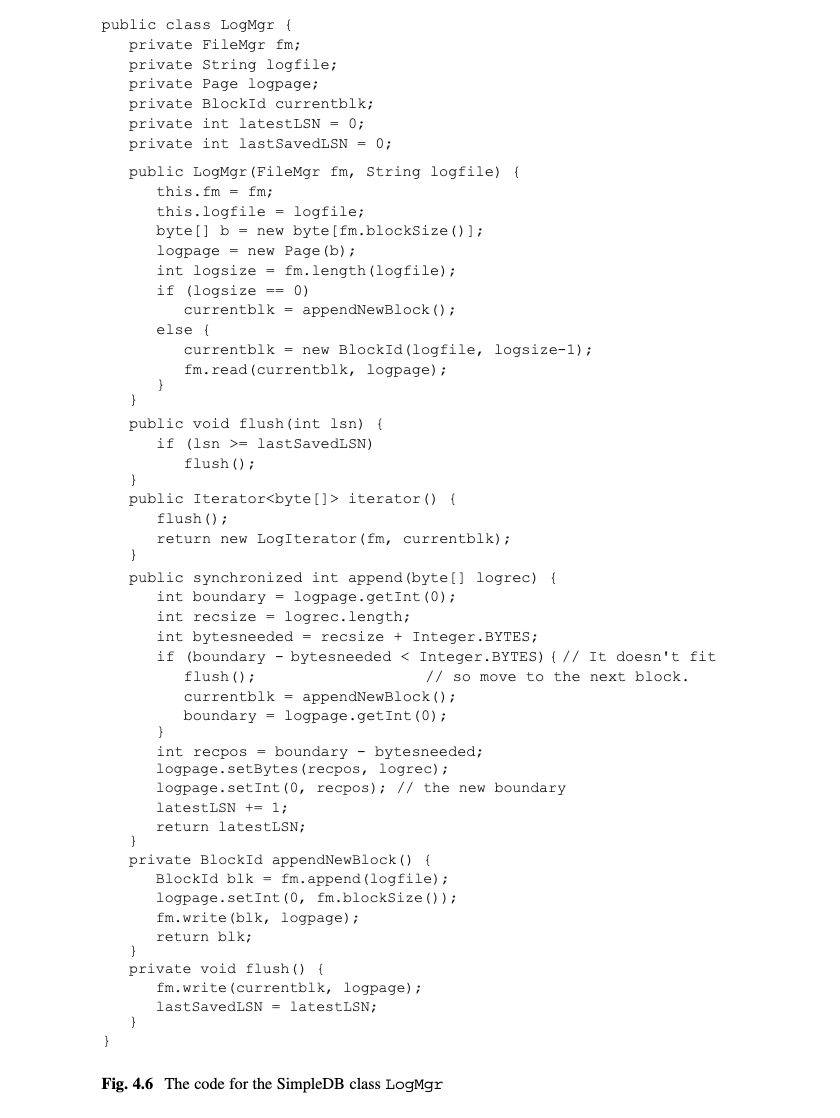 public class LogMgr {
private FileMgr fm;
private String logfile;
private Page logpage;
private BlockId currentblk;
private int latestLSN = 0;
private int lastSavedLSN = 0;
public LogMgr(FileMgr fm, String logfile) {
this.fm = fm;
this.logfile = logfile;
byte[] b = new byte[fm.blockSize()];
logpage = new Page(b);
int logsize = fm.length(logfile);
if (logsize == 0)
currentblk = appendNewBlock();
else {
currentblk = new BlockId(logfile, logsize-1);
fm.read(currentblk, logpage);
}
}
public void flush(int lsn) {
if (lsn >= lastSavedLSN)
flush();
}
public Iterator<byte[]> iterator() {
flush();
return new LogIterator(fm, currentblk);
}
public synchronized int append(byte[] logrec) {
int boundary = logpage.getInt(0);
int recsize = logrec.length;
int bytesneeded = recsize + Integer.BYTES;
if (boundary - bytesneeded < Integer.BYTES){ // It doesn't fit
flush(); // so move to the next block.
currentblk = appendNewBlock();
boundary = logpage.getInt(0);
}
int recpos = boundary - bytesneeded;
logpage.setBytes(recpos, logrec);
logpage.setInt(0, recpos); // the new boundary
latestLSN += 1;
return latestLSN;
}
private BlockId appendNewBlock() {
BlockId blk = fm.append(logfile);
logpage.setInt(0, fm.blockSize());
fm.write(blk, logpage);
return blk;
}
private void flush() {
fm.write(currentblk, logpage);
lastSavedLSN = latestLSN;
}
}
Fig. 4.6 The code for the SimpleDB class LogMgr